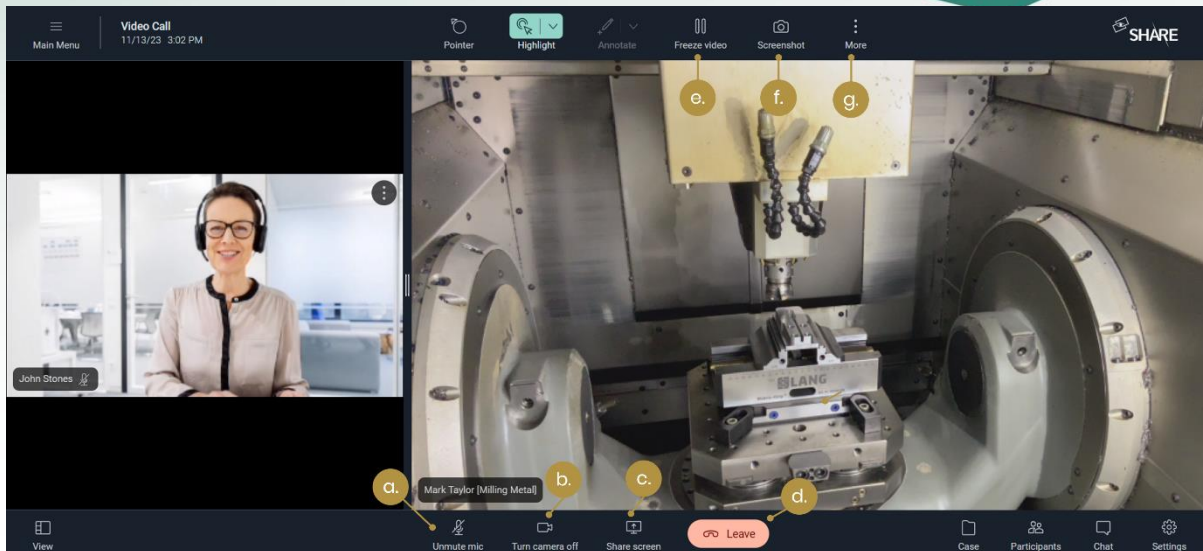 Main Menu
Video Call
11/13/23 3:02 PM
Pointer
Highlight
Annotate
Freeze video
Screenshot
More
SHARE
e.
f.
g.
John Stones
LANG
Mark Taylor [Milling Metal]
a.
b.
c.
d.
View
Unmute mic
Turn camera off
Share screen
Leave
Case
Participants
Chat
Settings